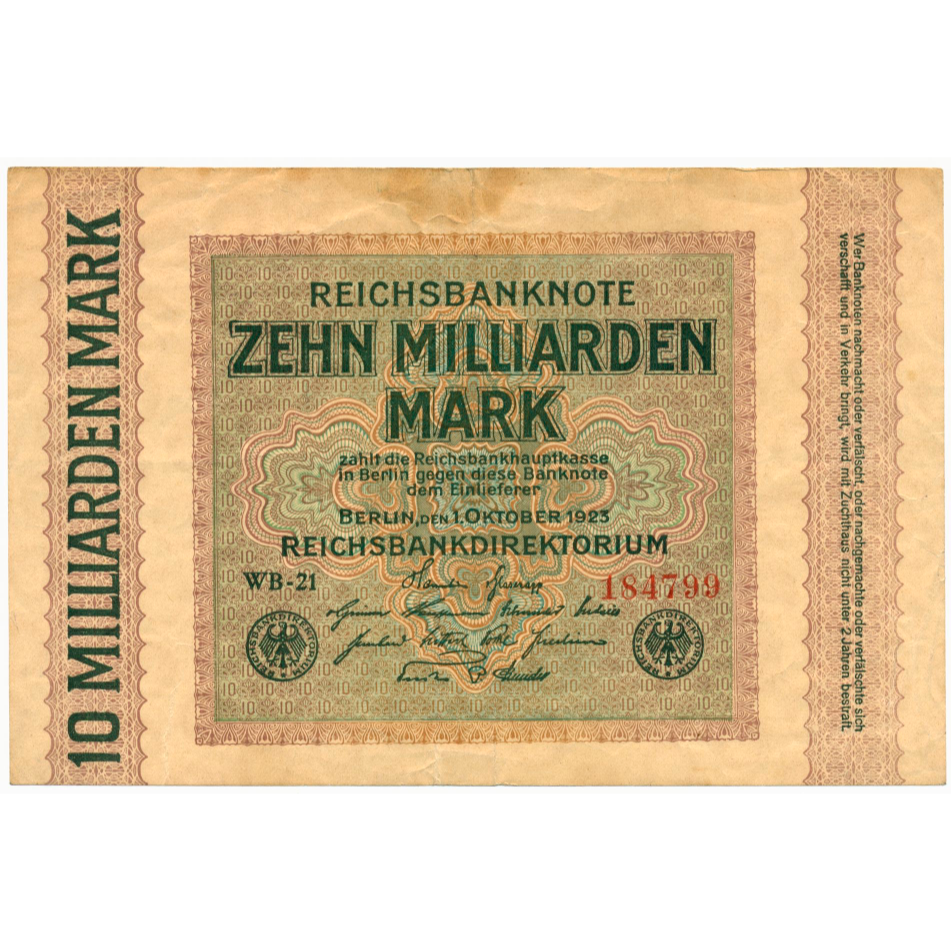 10 MILLIARDEN MARK
REICHSBANKNOTE
ZEHN MILLIARDEN
MARK
zahlt die Reichsbankhauptkasse
in Berlin gegen diese Banknote
dem Einlieferer
BERLIN, DEN 1. OKTOBER 1923
REICHSBANKDIREKTORIUM
WB-21
184799
REICHSBANKDIREKTORIUM
REICHSBANKDIREKTORIUM
Wer Banknoten nachmacht oder verfälscht, oder nachgemachte oder verfälschte sich
verschafft und in Verkehr bringt, wird mit Zuchthaus nicht unter 2 Jahren bestraft.